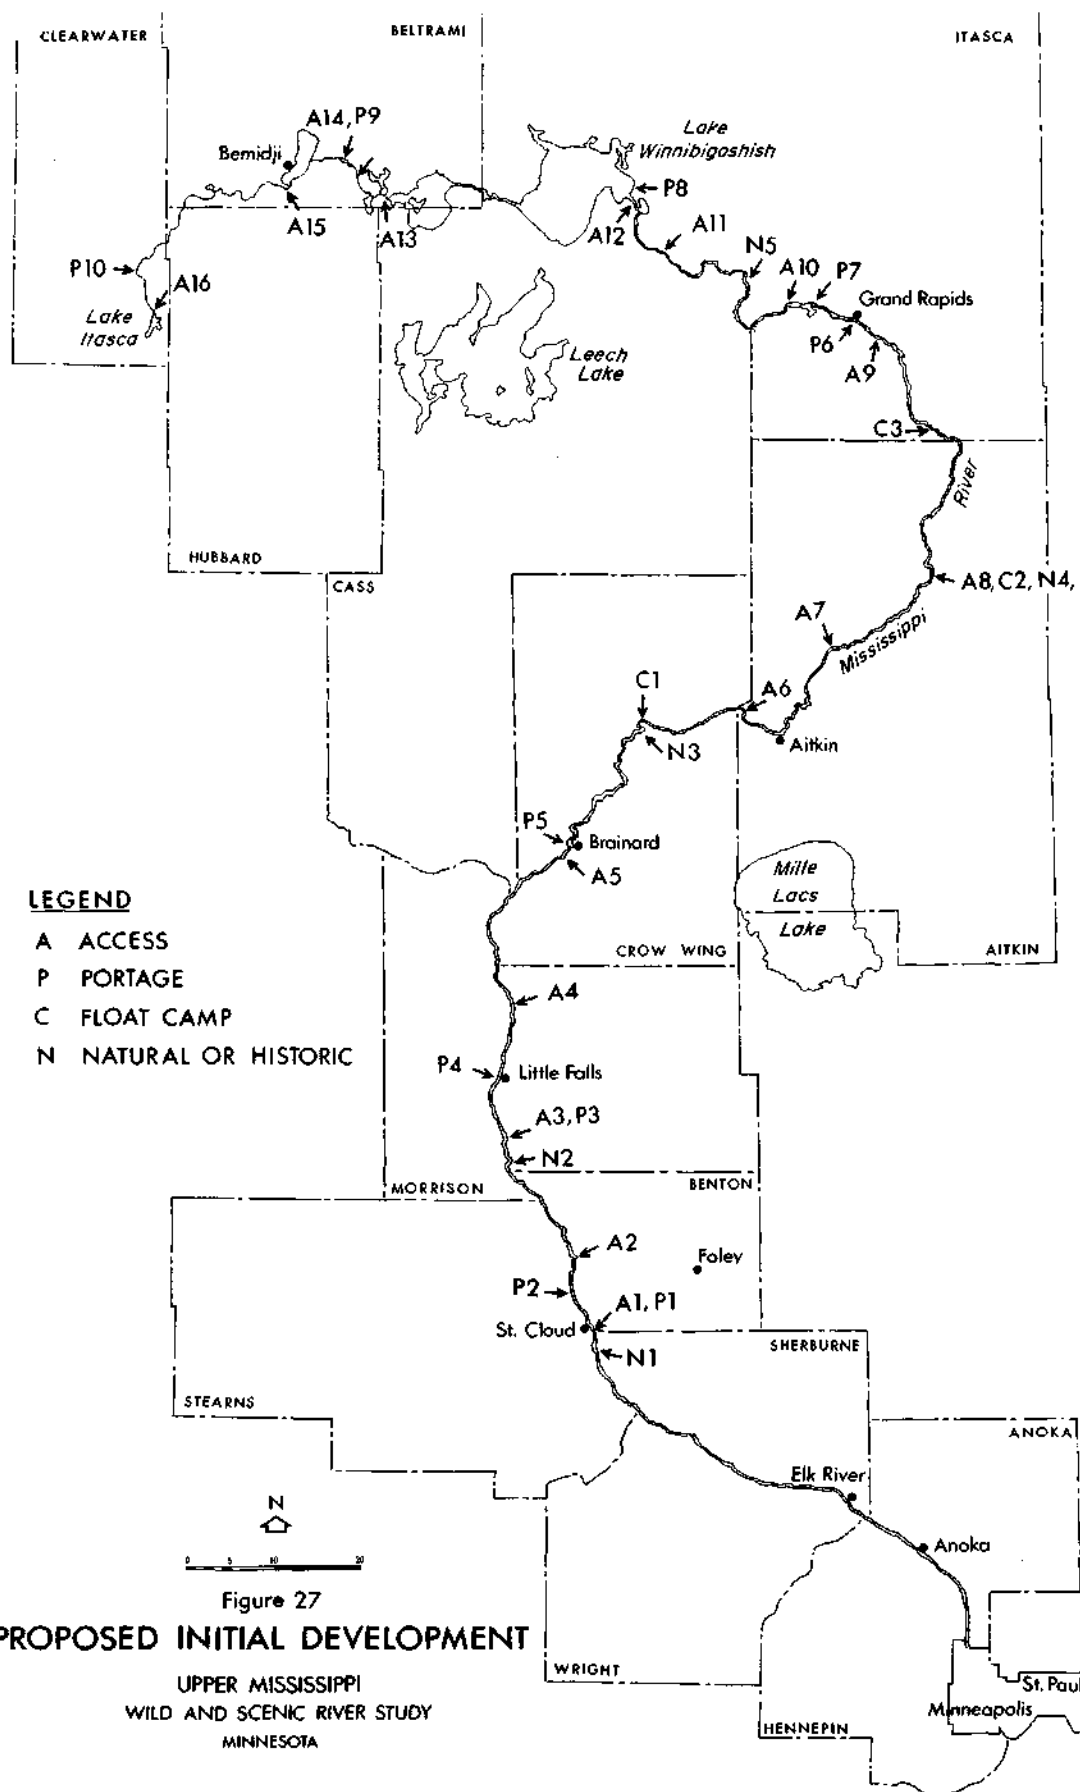 CLEARWATER
BELTRAMI
ITASCA
A14, P9
Bemidji
Lake
Winnibigoshish
P8
A15
A13
A12
A11
N5
P10
A16
A10
P7
Grand Rapids
Lake
Itasca
P6
A9
Leech
Lake
C3
River
HUBBARD
CASS
A8, C2, N4,
A7
Mississippi
C1
A6
N3
Aitkin
P5
Brainard
A5
Mille
Lacs
Lake
LEGEND
A ACCESS
P PORTAGE
C FLOAT CAMP
N NATURAL OR HISTORIC
CROW WING
AITKIN
A4
P4
Little Falls
A3, P3
N2
MORRISON
BENTON
A2
Foley
P2
A1, P1
St. Cloud
SHERBURNE
N1
STEARNS
ANOKA
Elk River
N
Anoka
0 5 10 20
Figure 27
PROPOSED INITIAL DEVELOPMENT
UPPER MISSISSIPPI
WILD AND SCENIC RIVER STUDY
MINNESOTA
WRIGHT
St. Paul
Minneapolis
HENNEPIN